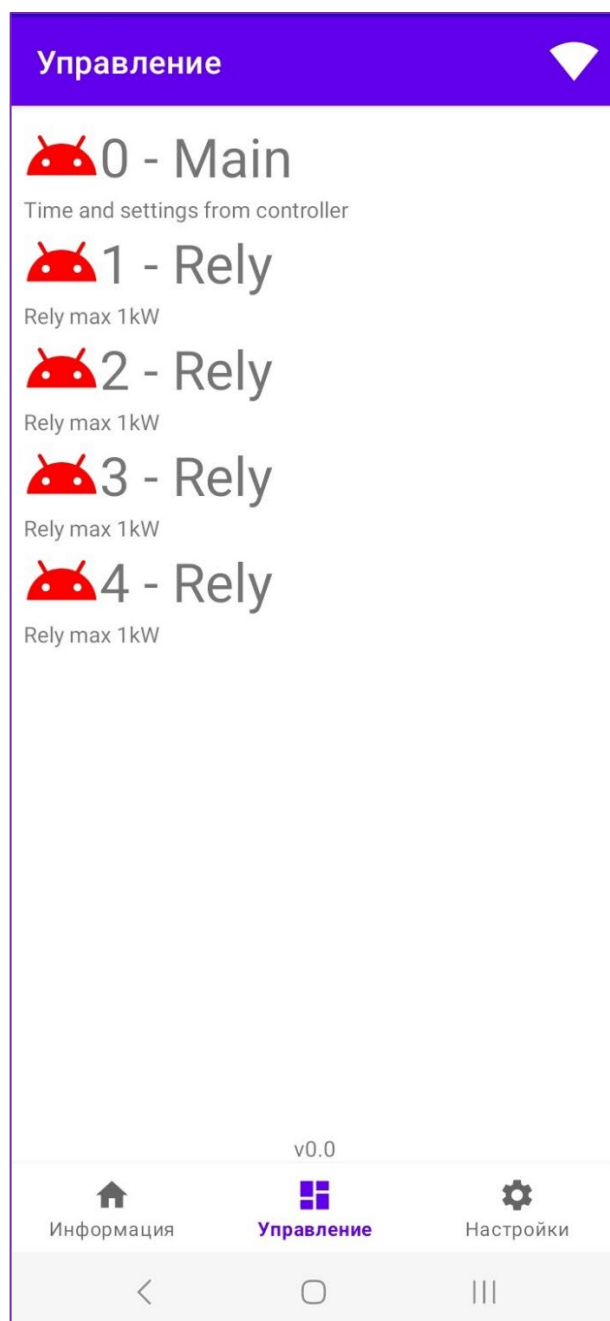 Управление
0 - Main
Time and settings from controller
1 - Rely
Rely max 1kW
2 - Rely
Rely max 1kW
3 - Rely
Rely max 1kW
4 - Rely
Rely max 1kW
v0.0
Информация Управление Настройки